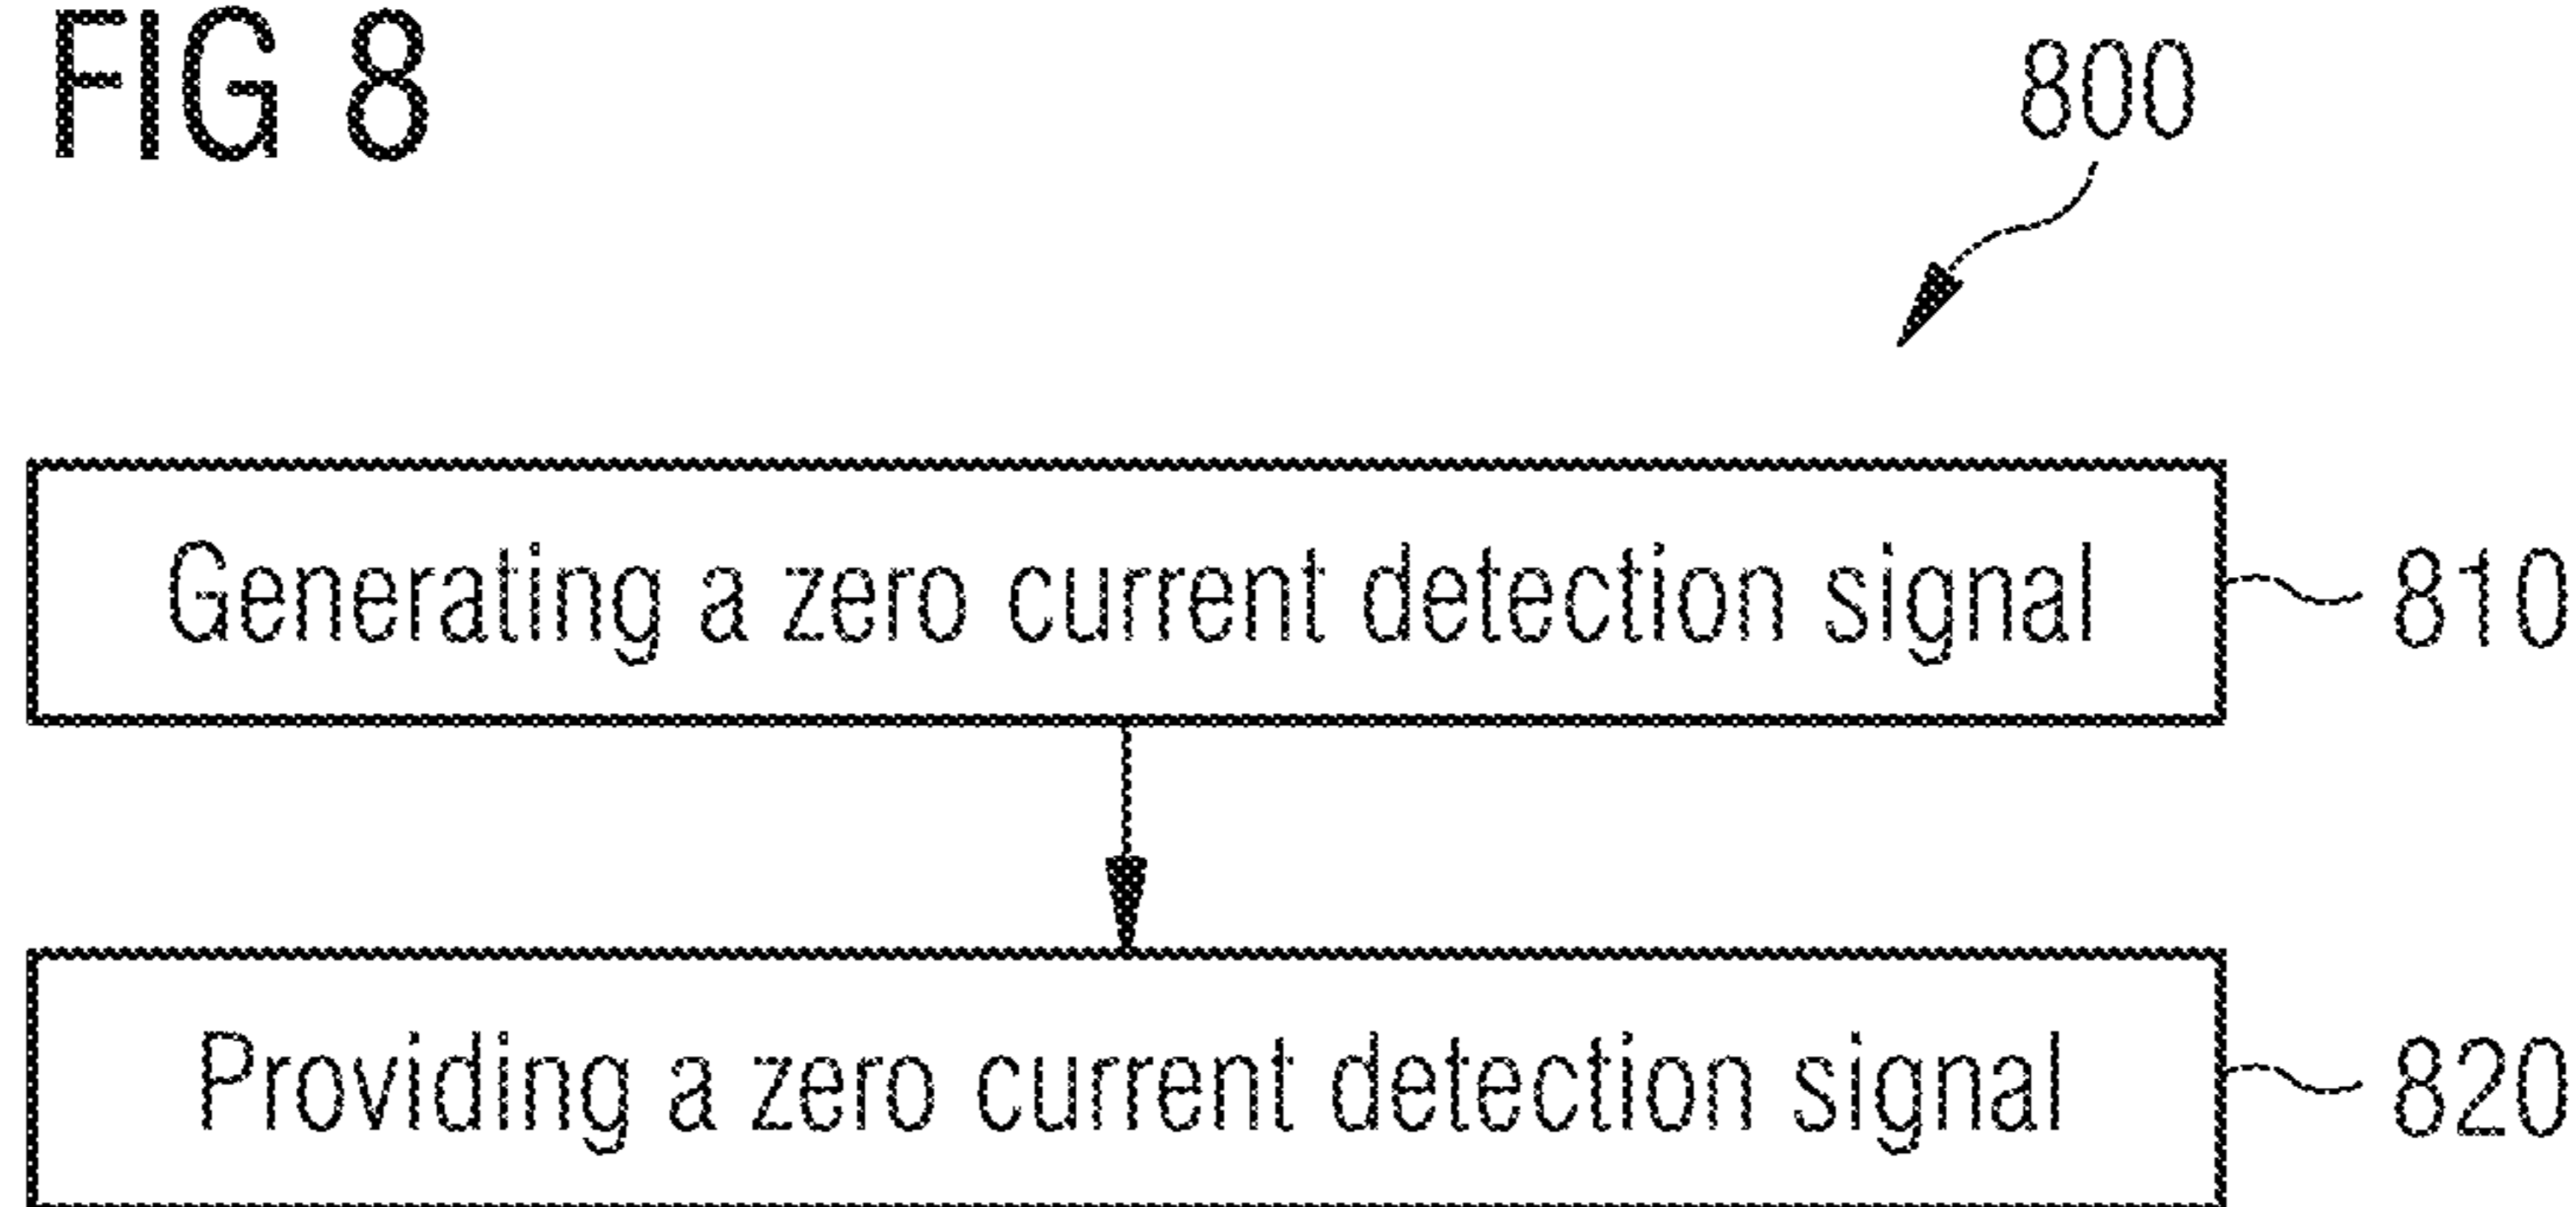 FIG 8
800
Generating a zero current detection signal
810
Providing a zero current detection signal
820